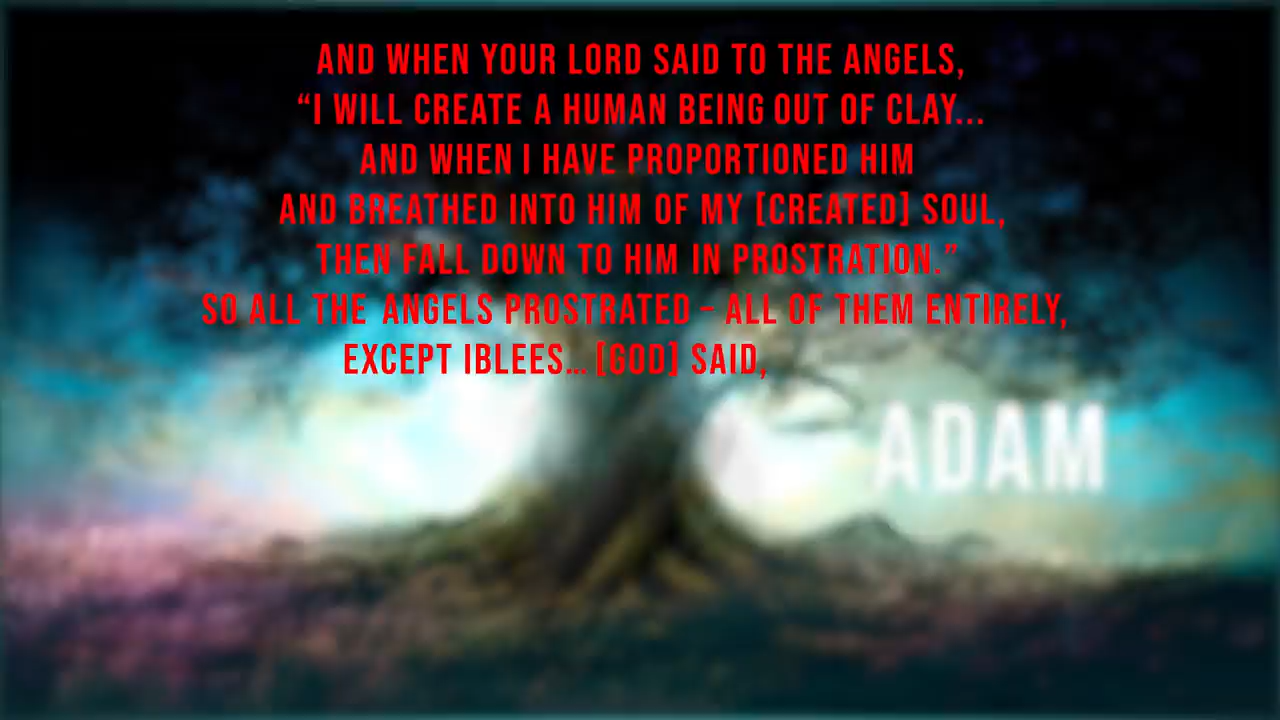 AND WHEN YOUR LORD SAID TO THE ANGELS,
“I WILL CREATE A HUMAN BEING OUT OF CLAY...
AND WHEN I HAVE PROPORTIONED HIM
AND BREATHED INTO HIM OF MY [CREATED] SOUL,
THEN FALL DOWN TO HIM IN PROSTRATION.”
SO ALL THE ANGELS PROSTRATED – ALL OF THEM ENTIRELY,
EXCEPT IBLEES... [GOD] SAID,
ADAM